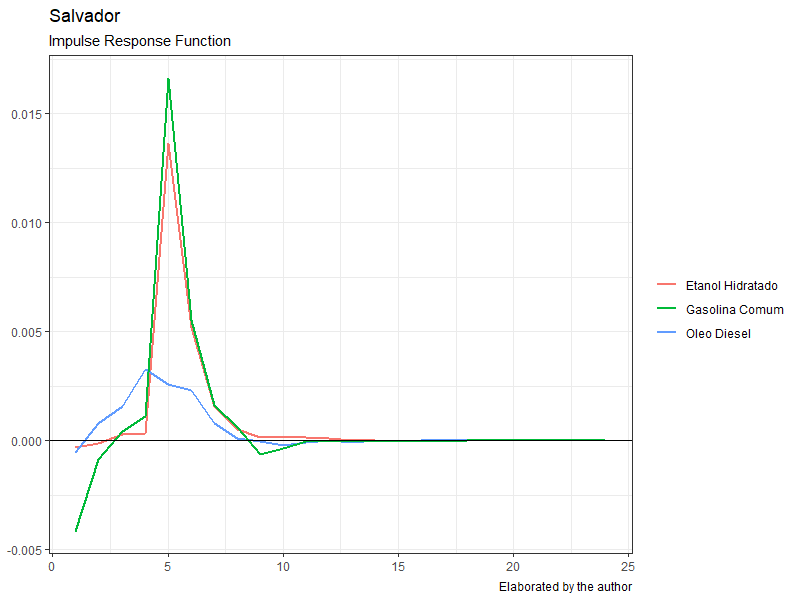 Salvador
Impulse Response Function
0.015
0.010
0.005
0.000
-0.005
0
5
10
15
20
25
Etanol Hidratado
Gasolina Comum
Oleo Diesel
Elaborated by the author